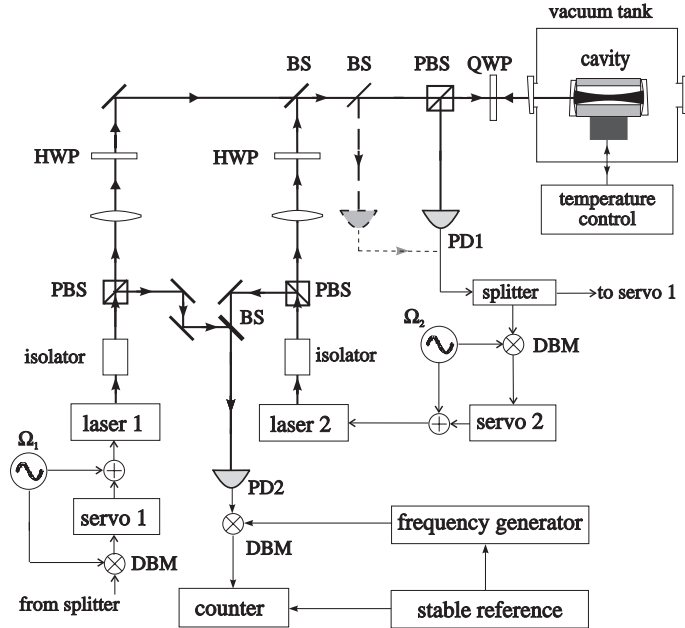 vacuum tank
BS
BS
PBS
QWP
cavity
HWP
HWP
temperature
control
PD1
PBS
PBS
splitter
to servo 1
BS
Ω2
isolator
isolator
DBM
laser 1
laser 2
servo 2
Ω1
PD2
servo 1
frequency generator
DBM
DBM
from splitter
counter
stable reference